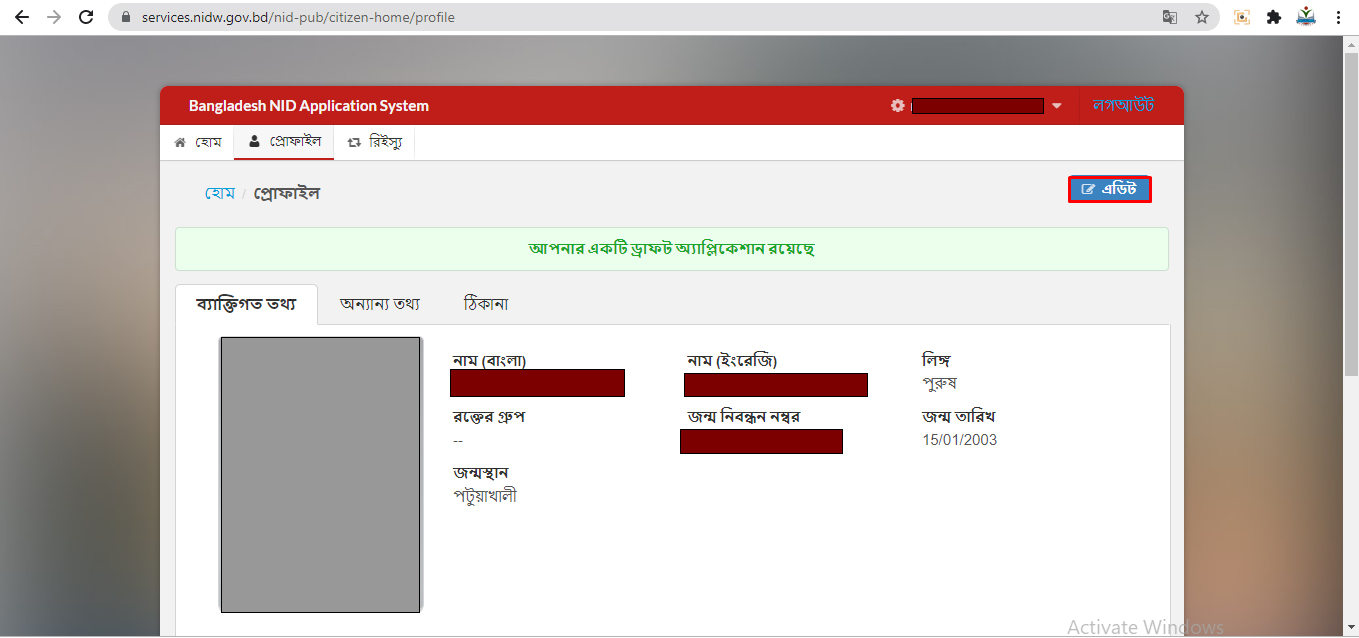 services.nidw.gov.bd/nid-pub/citizen-home/profile
Bangladesh NID Application System
লগআউট
হোম প্রোফাইল রিইস্যু
হোম / প্রোফাইল
এডিট
আপনার একটি ড্রাফট অ্যাপ্লিকেশান রয়েছে
ব্যাক্তিগত তথ্য অন্যান্য তথ্য ঠিকানা
নাম (বাংলা) নাম (ইংরেজি) লিঙ্গ
পুরুষ
রক্তের গ্রুপ জন্ম নিবন্ধন নম্বর জন্ম তারিখ
-- 15/01/2003
জন্মস্থান
পটুয়াখালী
Activate Windows